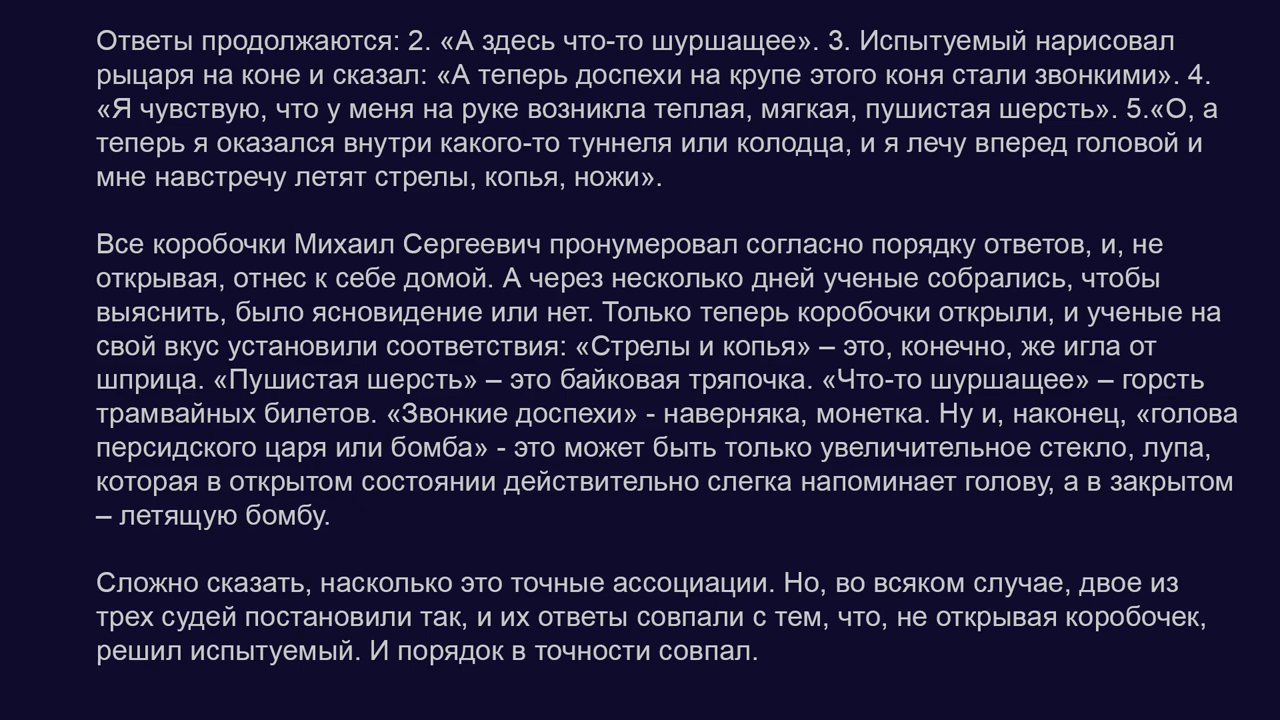 Ответы продолжаются: 2. «А здесь что-то шуршащее». 3. Испытуемый нарисовал
рыцаря на коне и сказал: «А теперь доспехи на крупе этого коня стали звонкими». 4.
«Я чувствую, что у меня на руке возникла теплая, мягкая, пушистая шерсть». 5.«О, а
теперь я оказался внутри какого-то туннеля или колодца, и я лечу вперед головой и
мне навстречу летят стрелы, копья, ножи».
Все коробочки Михаил Сергеевич пронумеровал согласно порядку ответов, и, не
открывая, отнес к себе домой. А через несколько дней ученые собрались, чтобы
выяснить, было ясновидение или нет. Только теперь коробочки открыли, и ученые на
свой вкус установили соответствия: «Стрелы и копья» – это, конечно, же игла от
шприца. «Пушистая шерсть» – это байковая тряпочка. «Что-то шуршащее» – горсть
трамвайных билетов. «Звонкие доспехи» - наверняка, монетка. Ну и, наконец, «голова
персидского царя или бомба» - это может быть только увеличительное стекло, лупа,
которая в открытом состоянии действительно слегка напоминает голову, а в закрытом
– летящую бомбу.
Сложно сказать, насколько это точные ассоциации. Но, во всяком случае, двое из
трех судей постановили так, и их ответы совпали с тем, что, не открывая коробочек,
решил испытуемый. И порядок в точности совпал.